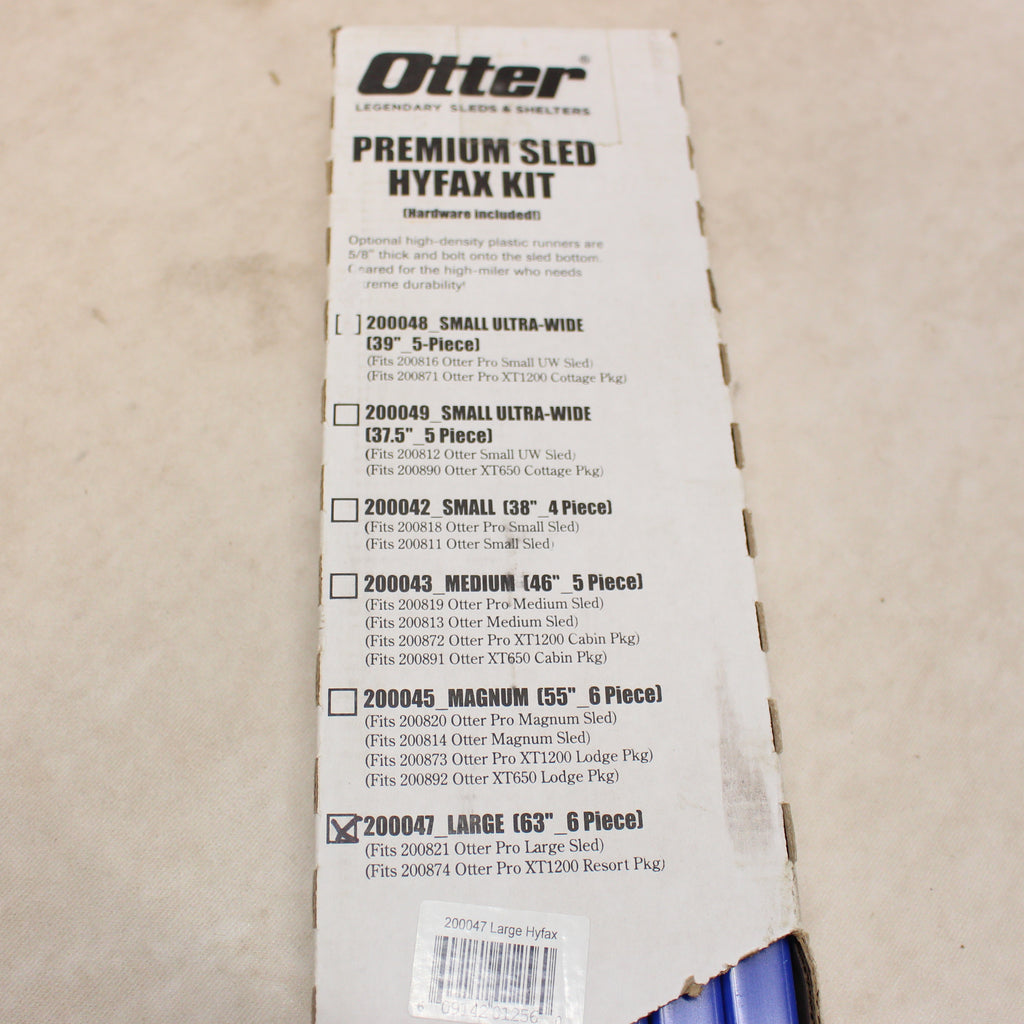 Otter®
LEGENDARY SLEDS & SHELTERS
PREMIUM SLED
HYFAX KIT
(Hardware included!)
Optional high-density plastic runners are
5/8" thick and bolt onto the sled bottom.
for the high-miler who needs
durability!
[ ] 200048_SMALL ULTRA-WIDE
(39"_5-Piece)
(Fits 200816 Otter Pro Small UW Sled)
(Fits 200871 Otter Pro XT1200 Cottage Pkg)
200049_SMALL ULTRA-WIDE
(37.5"_5 Piece)
(Fits 200812 Otter Small UW Sled)
(Fits 200890 Otter XT650 Cottage Pkg)
200042_SMALL (38"_4 Piece)
(Fits 200818 Otter Pro Small Sled)
(Fits 200811 Otter Small Sled)
200043_MEDIUM (46"_5 Piece)
(Fits 200819 Otter Pro Medium Sled)
(Fits 200813 Otter Medium Sled)
(Fits 200872 Otter Pro XT1200 Cabin Pkg)
(Fits 200891 Otter XT650 Cabin Pkg)
200045_MAGNUM (55"_6 Piece)
(Fits 200820 Otter Pro Magnum Sled)
(Fits 200814 Otter Magnum Sled)
(Fits 200873 Otter Pro XT1200 Lodge Pkg)
(Fits 200892 Otter XT650 Lodge Pkg)
X 200047_LARGE (63"_6 Piece)
(Fits 200821 Otter Pro Large Sled)
(Fits 200874 Otter Pro XT1200 Resort Pkg)
200047 Large Hyfax